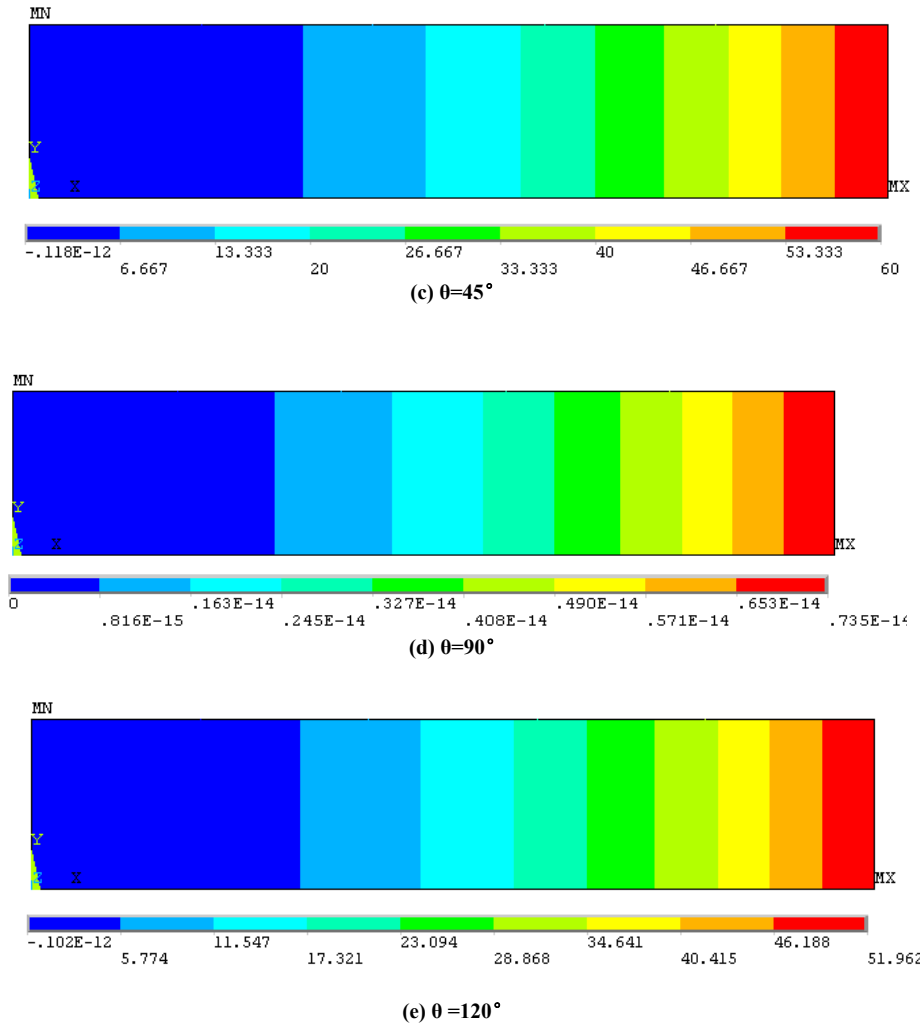 MN
Y
Z X MX
-.118E-12 13.333 26.667 40 53.333
6.667 20 33.333 46.667 60
(c) θ=45°
MN
Y
Z X MX
0 .163E-14 .327E-14 .490E-14 .653E-14
.816E-15 .245E-14 .408E-14 .571E-14 .735E-14
(d) θ=90°
MN
Y
Z X MX
-.102E-12 11.547 23.094 34.641 46.188
5.774 17.321 28.868 40.415 51.962
(e) θ =120°